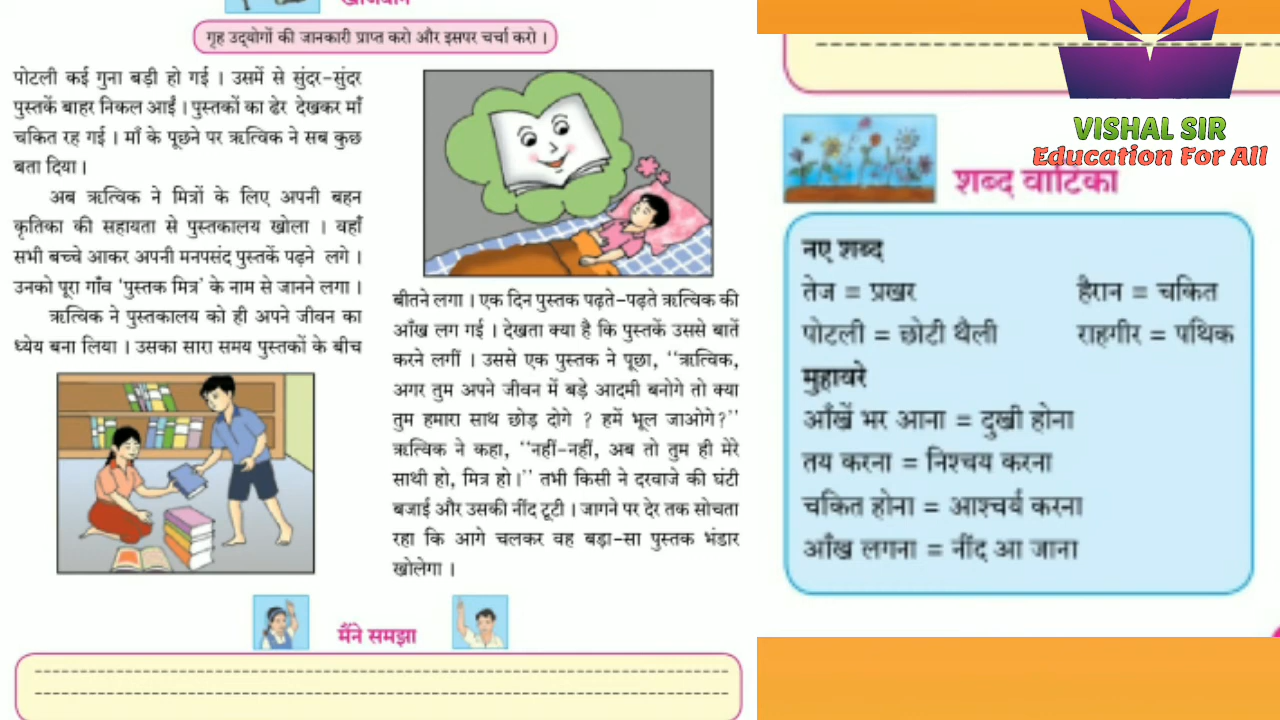 खोजबीन
गृह उद्‍योगों की जानकारी प्राप्त करो और इसपर चर्चा करो ।
पोटली कई गुना बड़ी हो गई । उसमें से सुंदर-सुंदर
पुस्तकें बाहर निकल आईं । पुस्तकों का ढेर देखकर माँ
चकित रह गई । माँ के पूछने पर ऋत्विक ने सब कुछ
बता दिया ।
अब ऋत्विक ने मित्रों के लिए अपनी बहन
कृतिका की सहायता से पुस्तकालय खोला । वहाँ
सभी बच्चे आकर अपनी मनपसंद पुस्तकें पढ़ने लगे ।
उनको पूरा गाँव ‘पुस्तक मित्र’ के नाम से जानने लगा ।
ऋत्विक ने पुस्तकालय को ही अपने जीवन का
ध्येय बना लिया । उसका सारा समय पुस्तकों के बीच
बीतने लगा । एक दिन पुस्तक पढ़ते-पढ़ते ऋत्विक की
आँख लग गई । देखता क्या है कि पुस्तकें उससे बातें
करने लगीं । उससे एक पुस्तक ने पूछा, ‘‘ऋत्विक,
अगर तुम अपने जीवन में बड़े आदमी बनोगे तो क्या
तुम हमारा साथ छोड़ दोगे ? हमें भूल जाओगे?’’
ऋत्विक ने कहा, ‘‘नहीं-नहीं, अब तो तुम ही मेरे
साथी हो, मित्र हो।’’ तभी किसी ने दरवाजे की घंटी
बजाई और उसकी नींद टूटी । जागने पर देर तक सोचता
रहा कि आगे चलकर वह बड़ा-सा पुस्तक भंडार
खोलेगा ।
मैंने समझा
VISHAL SIR
Education For All
शब्द वाटिका
नए शब्द
तेज = प्रखर हैरान = चकित
पोटली = छोटी थैली राहगीर = पथिक
मुहावरे
आँखें भर आना = दुखी होना
तय करना = निश्चय करना
चकित होना = आश्चर्य करना
आँख लगना = नींद आ जाना